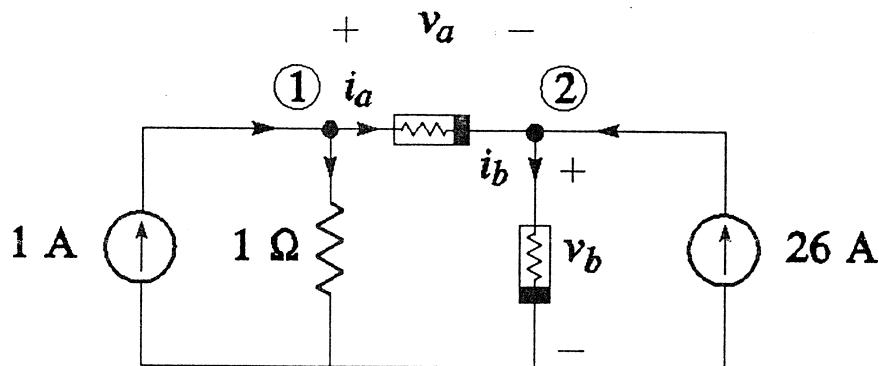 + v_a −
① i_a ②
i_b +
1 A 1 Ω v_b 26 A
−